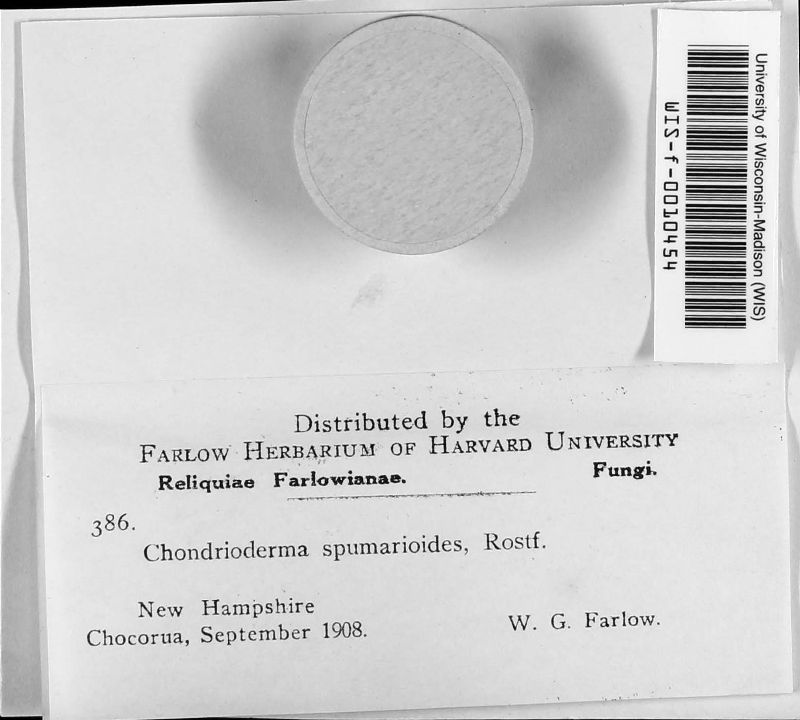 University of Wisconsin-Madison (WIS)
WIS-f-0010454
Distributed by the
FARLOW HERBARIUM OF HARVARD UNIVERSITY
Reliquiae Farlowianae. Fungi.
386.
Chondrioderma spumarioides, Rostf.
New Hampshire
Chocorua, September 1908. W. G. Farlow.